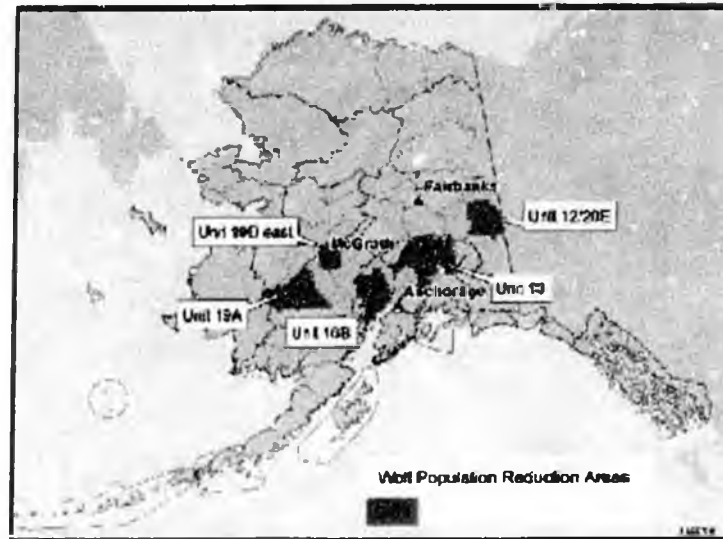 Fairbanks
Unit 12/20E
Unit 19D east
McGrath
Unit 13
Anchorage
Unit 19A
Unit 16B
Wolf Population Reduction Areas